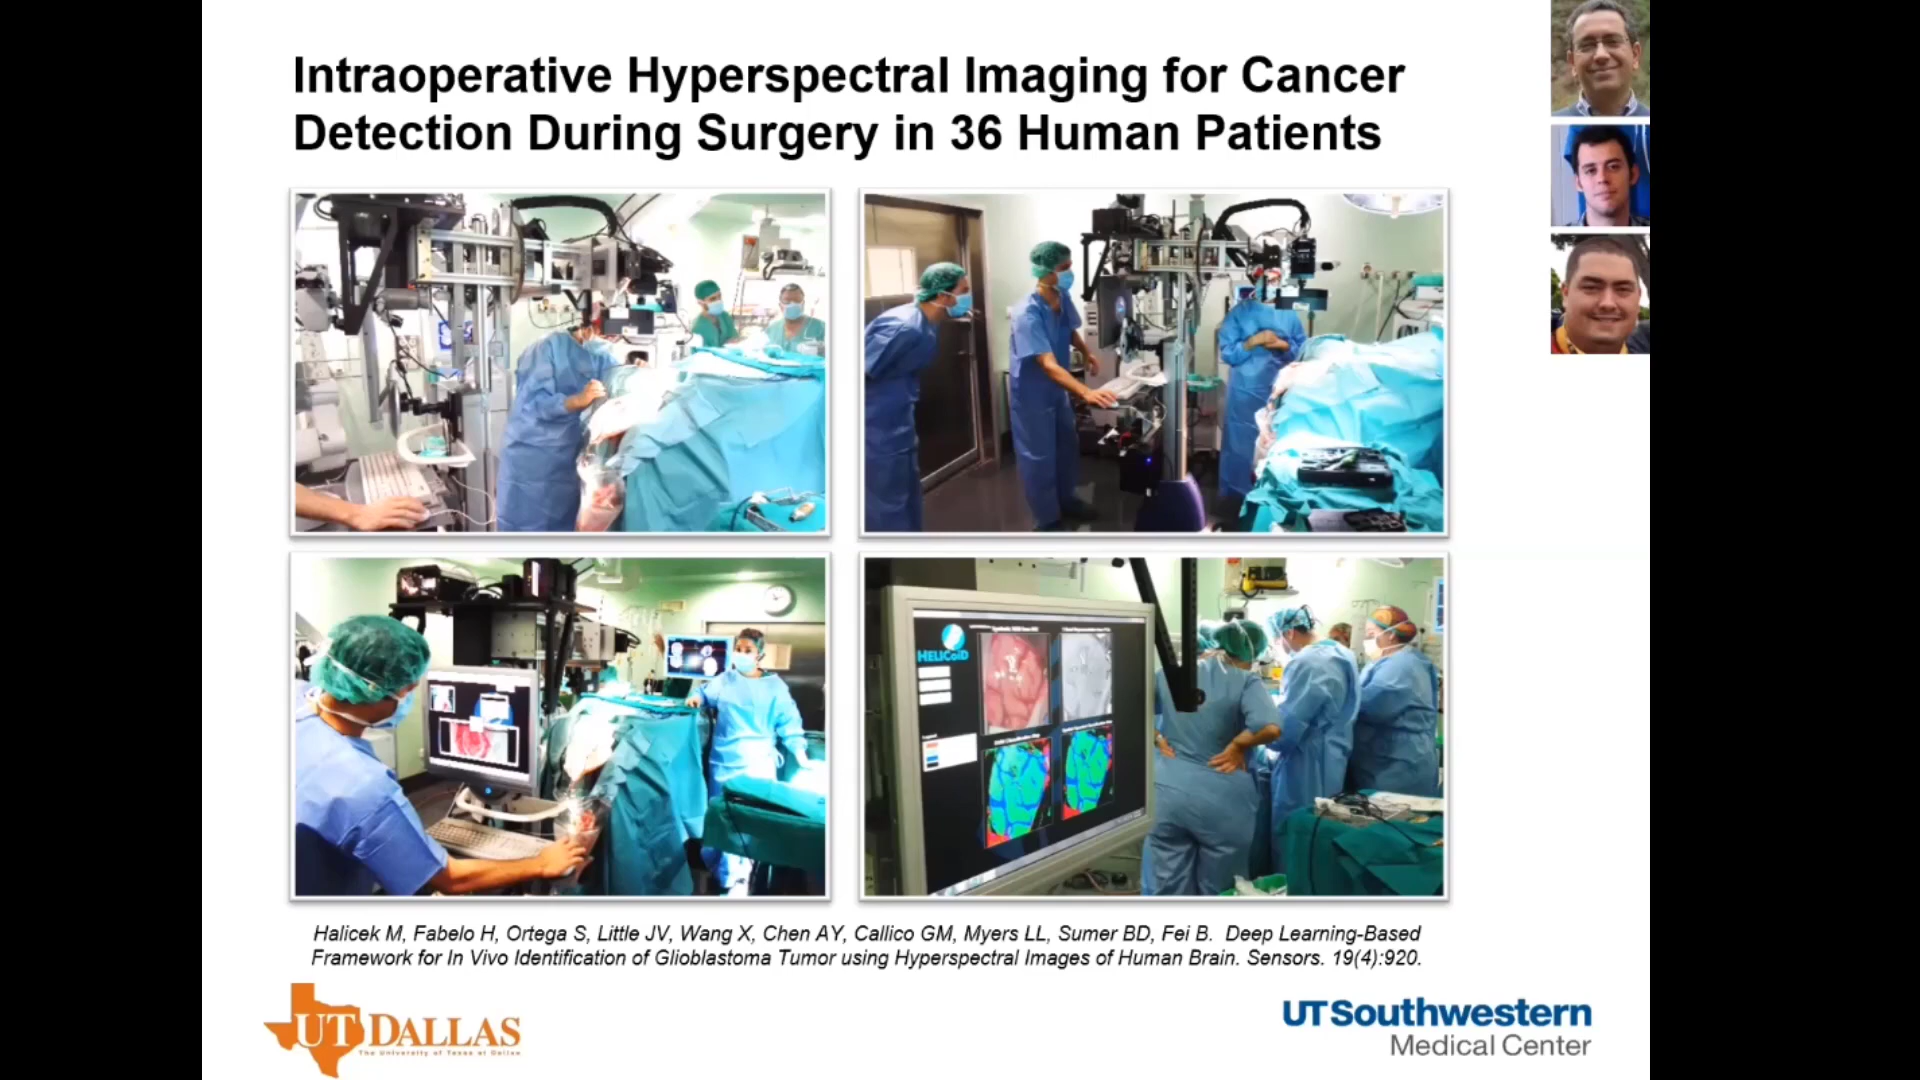 Intraoperative Hyperspectral Imaging for Cancer
Detection During Surgery in 36 Human Patients
HELICoiD
Halicek M, Fabelo H, Ortega S, Little JV, Wang X, Chen AY, Callico GM, Myers LL, Sumer BD, Fei B. Deep Learning-Based
Framework for In Vivo Identification of Glioblastoma Tumor using Hyperspectral Images of Human Brain. Sensors. 19(4):920.
UT DALLAS
The University of Texas at Dallas
UTSouthwestern
Medical Center